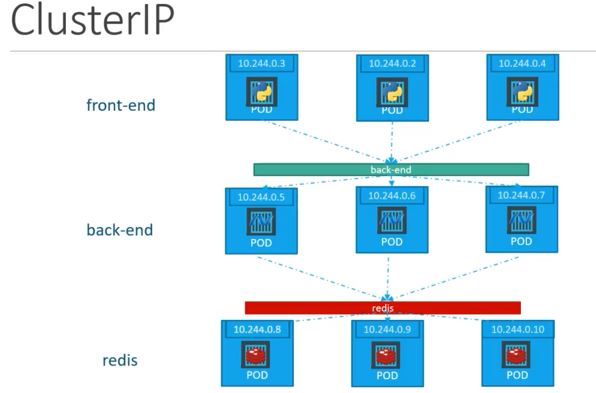 ClusterIP
10.244.0.3 10.244.0.2 10.244.0.4
front-end
POD POD POD
back-end
10.244.0.5 10.244.0.6 10.244.0.7
back-end
POD POD POD
redis
10.244.0.8 10.244.0.9 10.244.0.10
redis
POD POD POD